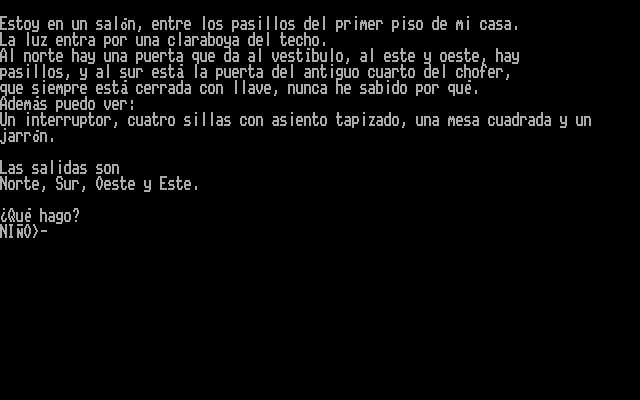 Estoy en un salón, entre los pasillos del primer piso de mi casa.
La luz entra por una claraboya del techo.
Al norte hay una puerta que da al vestíbulo, al este y oeste, hay
pasillos, y al sur está la puerta del antiguo cuarto del chofer,
que siempre está cerrada con llave, nunca he sabido por qué.
Además puedo ver:
Un interruptor, cuatro sillas con asiento tapizado, una mesa cuadrada y un
jarrón.
Las salidas son
Norte, Sur, Oeste y Este.
¿Qué hago?
NIÑO>-